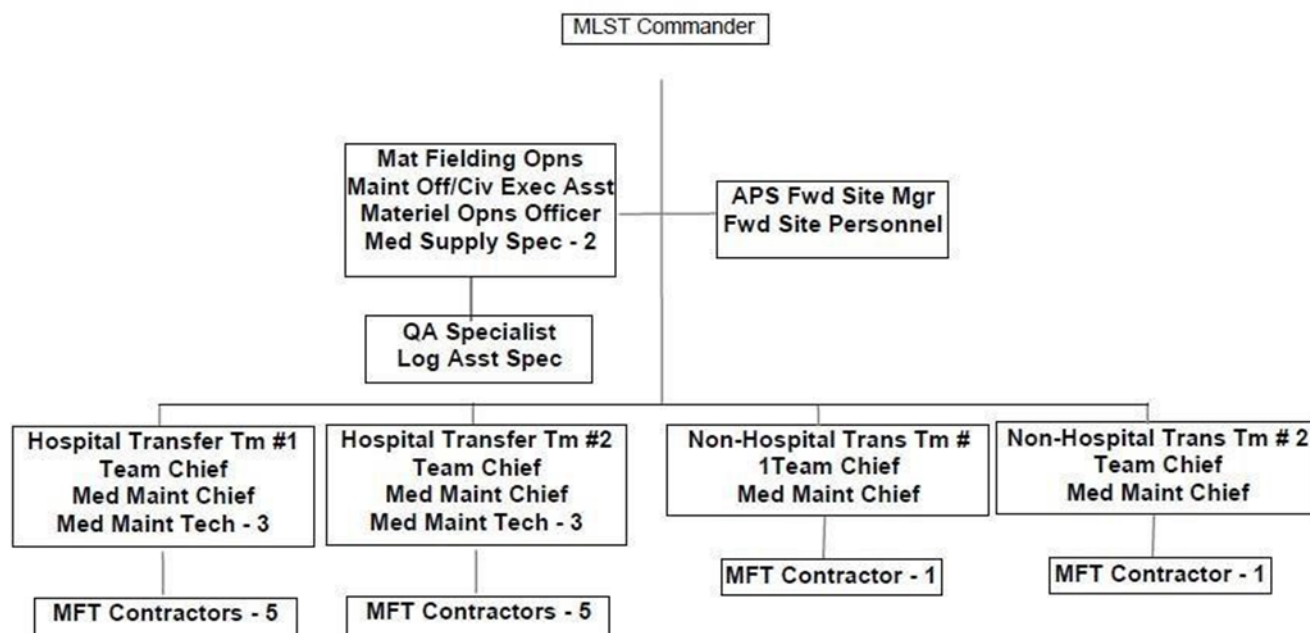 MLST Commander
Mat Fielding Opns
Maint Off/Civ Exec Asst
Materiel Opns Officer
Med Supply Spec - 2
APS Fwd Site Mgr
Fwd Site Personnel
QA Specialist
Log Asst Spec
Hospital Transfer Tm #1
Team Chief
Med Maint Chief
Med Maint Tech - 3
Hospital Transfer Tm #2
Team Chief
Med Maint Chief
Med Maint Tech - 3
Non-Hospital Trans Tm #
1Team Chief
Med Maint Chief
Non-Hospital Trans Tm # 2
Team Chief
Med Maint Chief
MFT Contractors - 5
MFT Contractors - 5
MFT Contractor - 1
MFT Contractor - 1